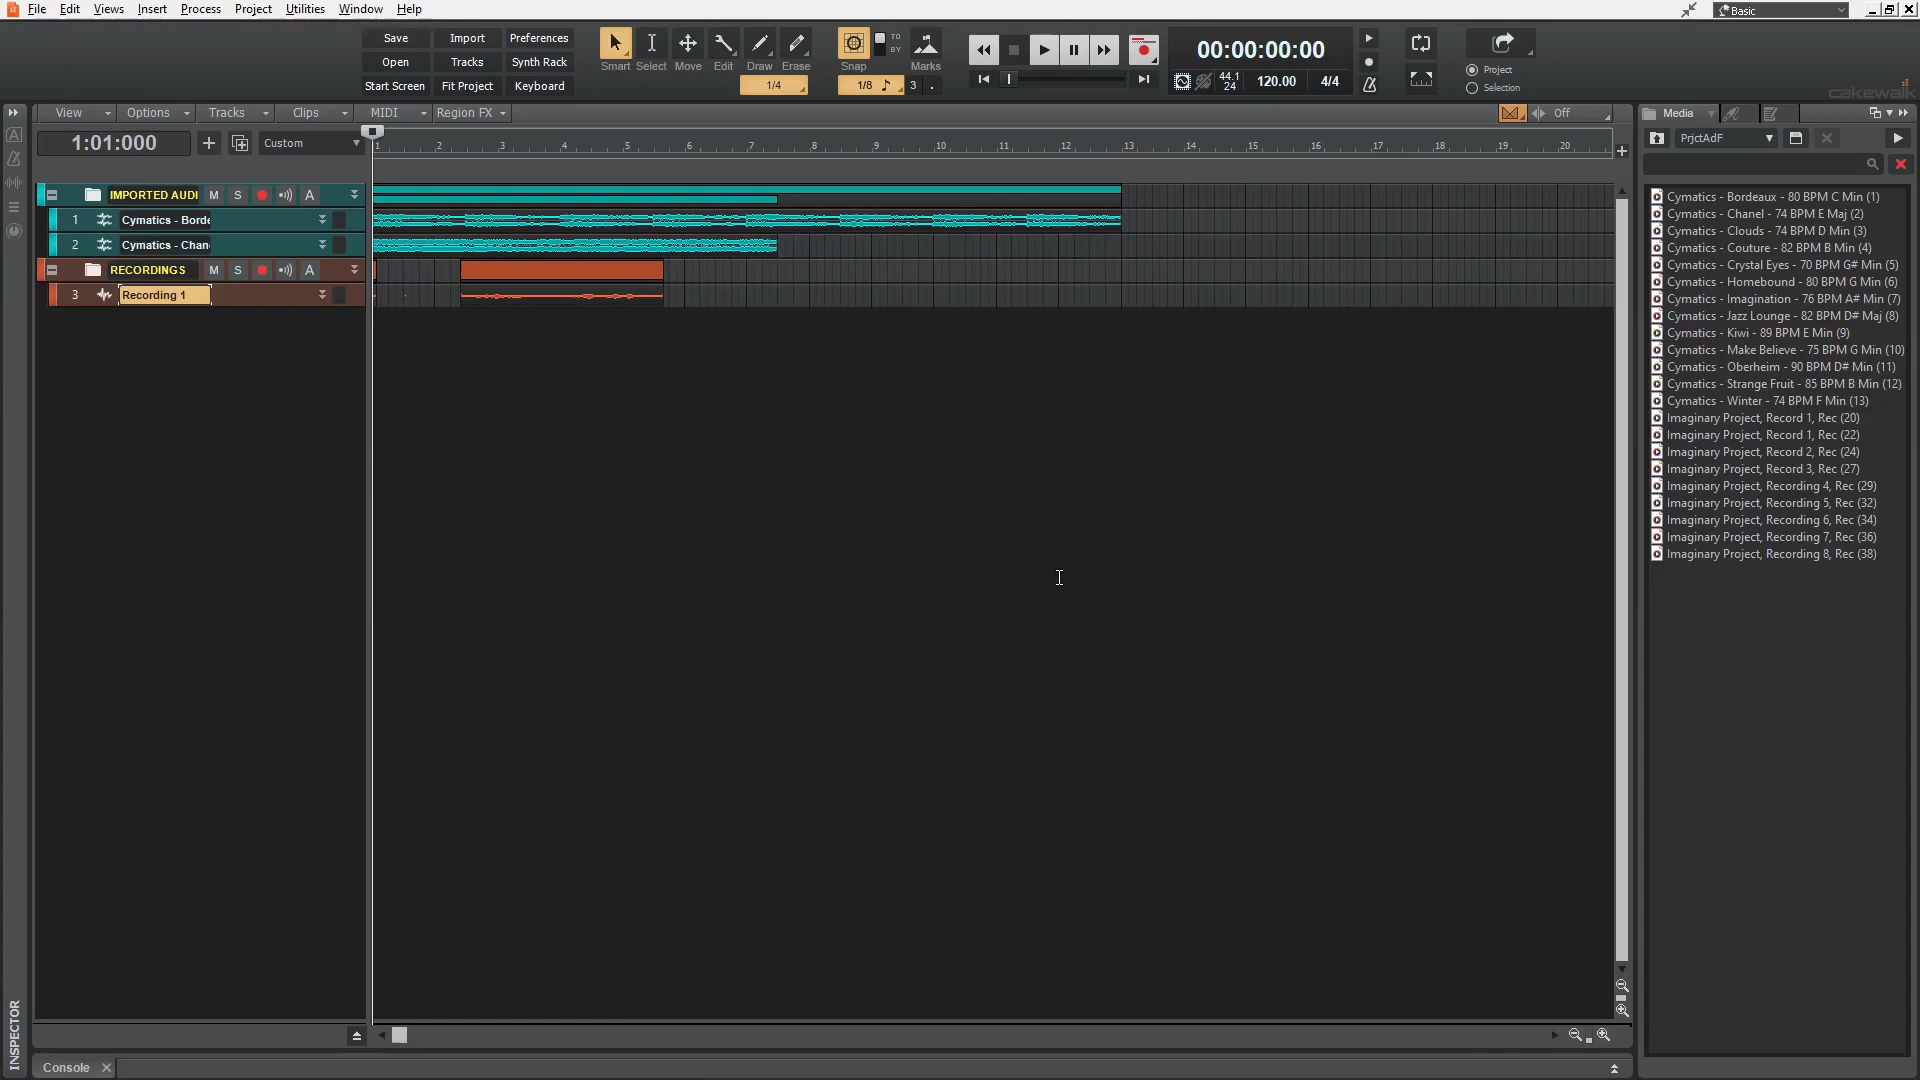 File Edit Views Insert Process Project Utilities Window Help
Basic
Save Import Preferences
Open Tracks Synth Rack
Start Screen Fit Project Keyboard
Smart Select Move Edit Draw Erase
1/4
Snap TO BY Marks
1/8 3
00:00:00:00
44.1 24 120.00 4/4
Project
Selection
cakewalk
View Options Tracks Clips MIDI Region FX Off
Media
1:01:000 Custom
1 2 3 4 5 6 7 8 9 10 11 12 13 14 15 16 17 18 19 20
PrjctAdF
IMPORTED AUDI M S A
1 Cymatics - Borde
2 Cymatics - Chan
RECORDINGS M S A
3 Recording 1
Cymatics - Bordeaux - 80 BPM C Min (1)
Cymatics - Chanel - 74 BPM E Maj (2)
Cymatics - Clouds - 74 BPM D Min (3)
Cymatics - Couture - 82 BPM B Min (4)
Cymatics - Crystal Eyes - 70 BPM G# Min (5)
Cymatics - Homebound - 80 BPM G Min (6)
Cymatics - Imagination - 76 BPM A# Min (7)
Cymatics - Jazz Lounge - 82 BPM D# Maj (8)
Cymatics - Kiwi - 89 BPM E Min (9)
Cymatics - Make Believe - 75 BPM G Min (10)
Cymatics - Oberheim - 90 BPM D# Min (11)
Cymatics - Strange Fruit - 85 BPM B Min (12)
Cymatics - Winter - 74 BPM F Min (13)
Imaginary Project, Record 1, Rec (20)
Imaginary Project, Record 1, Rec (22)
Imaginary Project, Record 2, Rec (24)
Imaginary Project, Record 3, Rec (27)
Imaginary Project, Recording 4, Rec (29)
Imaginary Project, Recording 5, Rec (32)
Imaginary Project, Recording 6, Rec (34)
Imaginary Project, Recording 7, Rec (36)
Imaginary Project, Recording 8, Rec (38)
INSPECTOR
Console